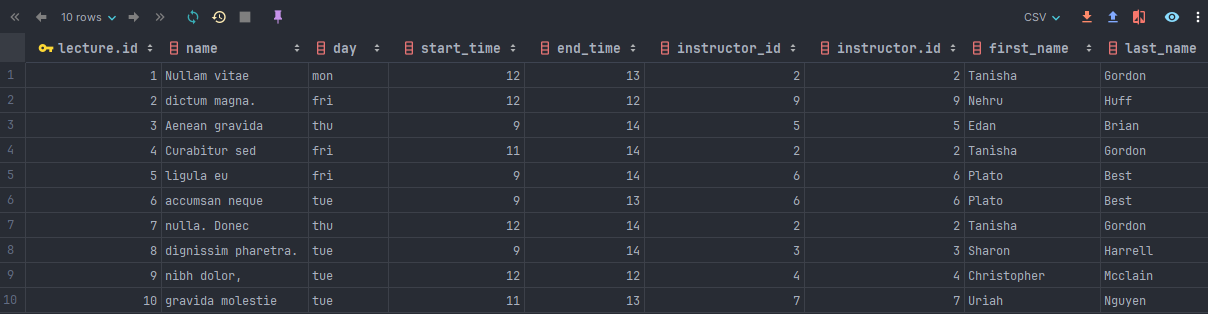 10 rows CSV
lecture.id name day start_time end_time instructor_id instructor.id first_name last_name
1 1 Nullam vitae mon 12 13 2 2 Tanisha Gordon
2 2 dictum magna. fri 12 12 9 9 Nehru Huff
3 3 Aenean gravida thu 9 14 5 5 Edan Brian
4 4 Curabitur sed fri 11 14 2 2 Tanisha Gordon
5 5 ligula eu fri 9 14 6 6 Plato Best
6 6 accumsan neque tue 9 13 6 6 Plato Best
7 7 nulla. Donec thu 12 14 2 2 Tanisha Gordon
8 8 dignissim pharetra. tue 9 14 3 3 Sharon Harrell
9 9 nibh dolor, tue 12 12 4 4 Christopher Mcclain
10 10 gravida molestie tue 11 13 7 7 Uriah Nguyen